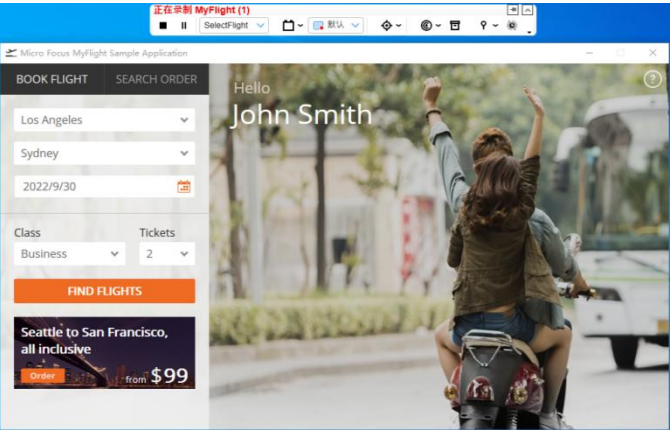 正在录制 MyFlight (1)
SelectFlight 默认
Micro Focus MyFlight Sample Application
BOOK FLIGHT SEARCH ORDER
Hello
John Smith
Los Angeles
Sydney
2022/9/30
Class Tickets
Business 2
FIND FLIGHTS
Seattle to San Francisco,
all inclusive
Order from $99